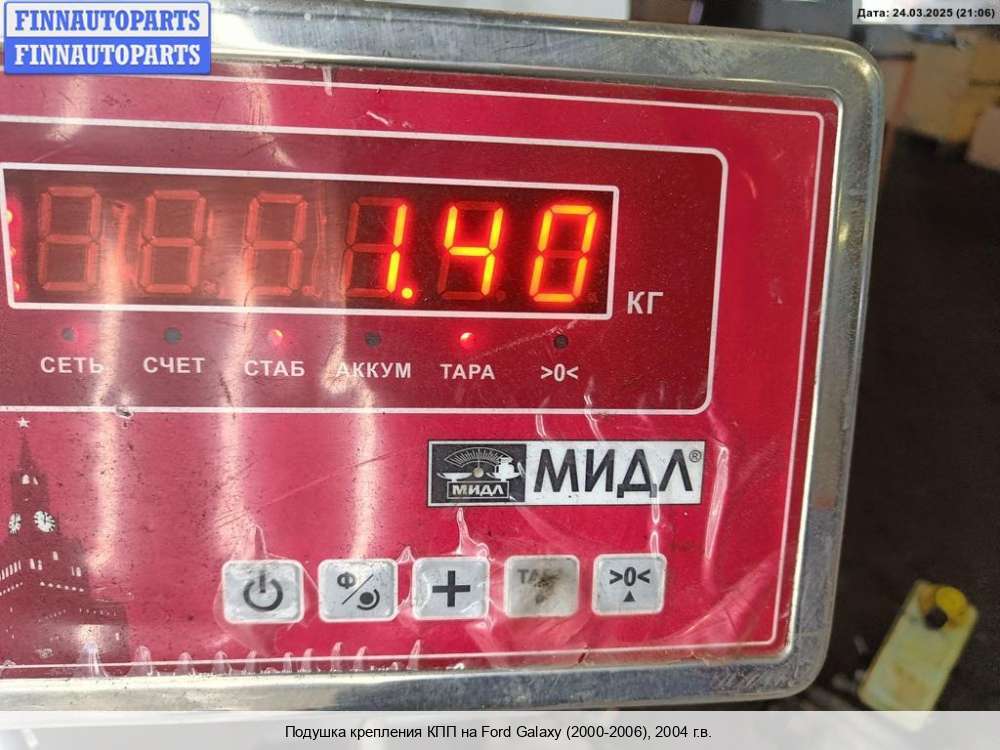 FINNAUTOPARTS
FINNAUTOPARTS
Дата: 24.03.2025 (21:06)
1.40
КГ
СЕТЬ СЧЕТ СТАБ АККУМ ТАРА >0<
МИДЛ
МИДЛ®
Ф/ + ТАРА >0<
Подушка крепления КПП на Ford Galaxy (2000-2006), 2004 г.в.